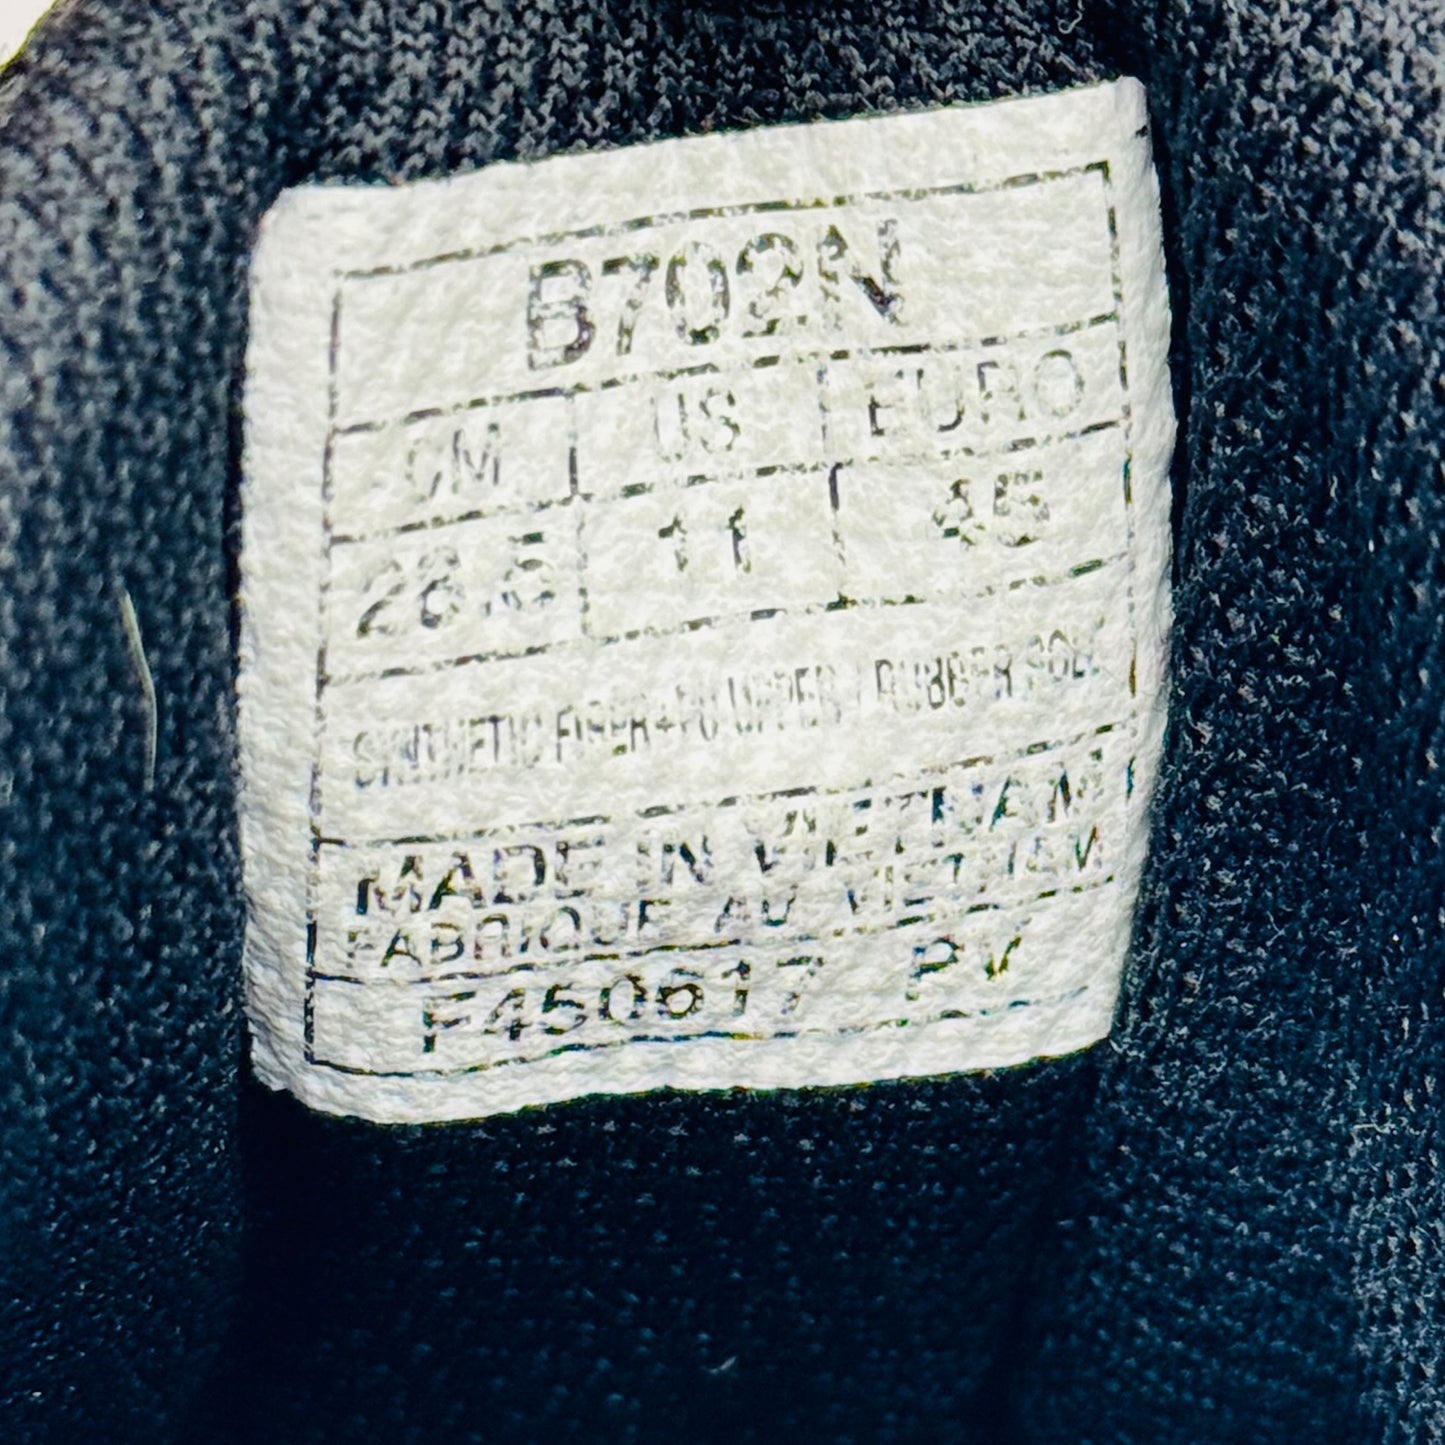 B702N
CM US EURO
28.5 11 45
SYNTHETIC FIBER+PU UPPER / RUBBER SOLE
MADE IN VIETNAM
FABRIQUE AU VIETNAM
F450617 PV